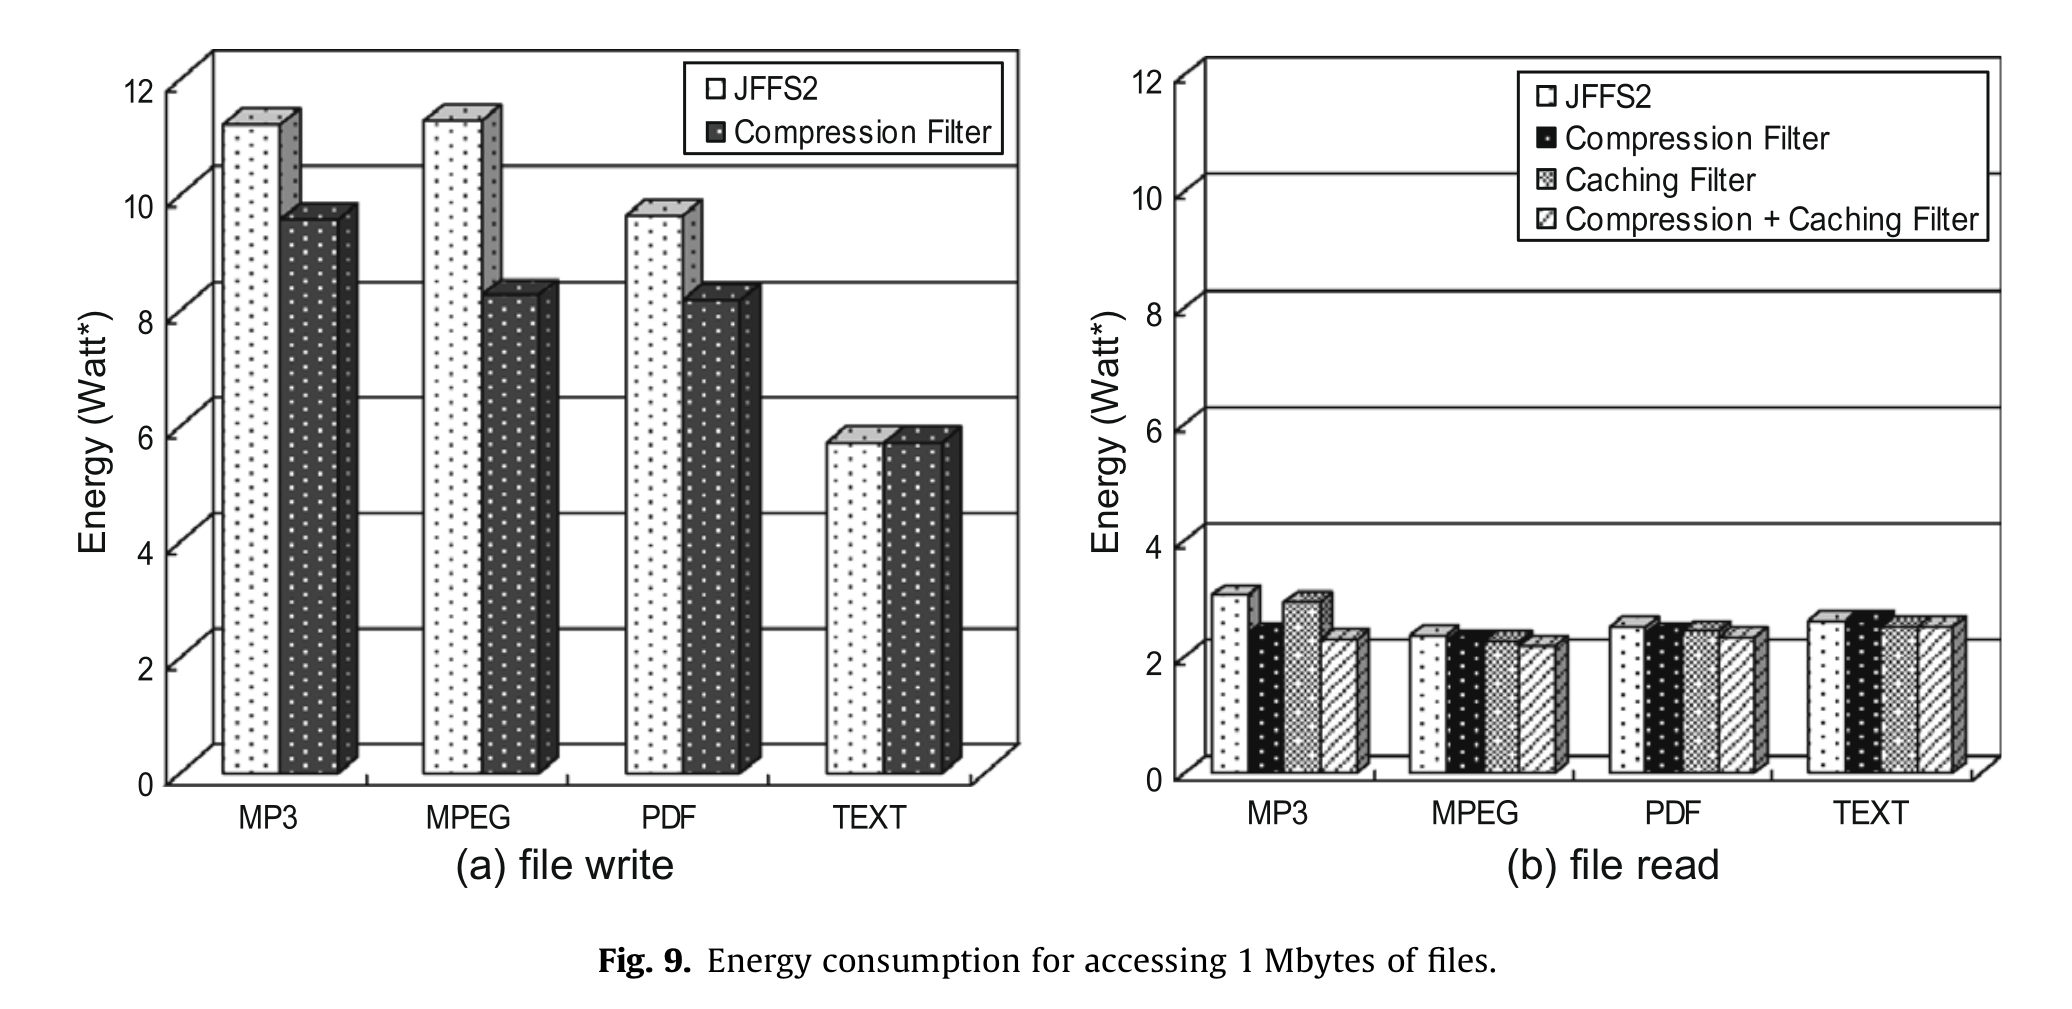 12
10
8
6
4
2
0
Energy (Watt*)
JFFS2
Compression Filter
MP3 MPEG PDF TEXT
(a) file write
12
10
8
6
4
2
0
Energy (Watt*)
JFFS2
Compression Filter
Caching Filter
Compression + Caching Filter
MP3 MPEG PDF TEXT
(b) file read
Fig. 9. Energy consumption for accessing 1 Mbytes of files.